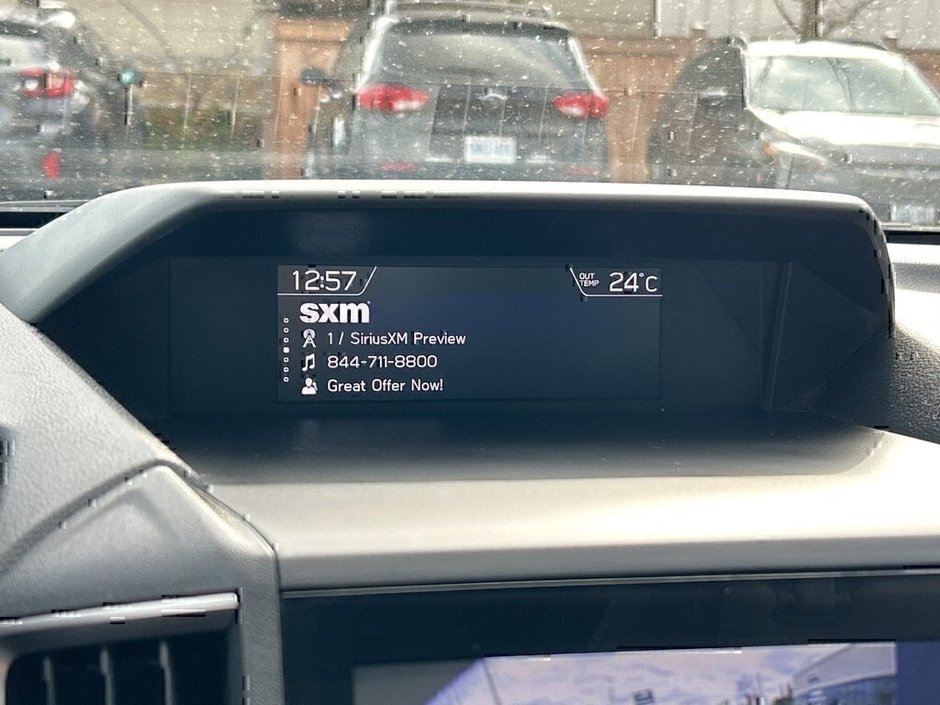 12:57
OUT TEMP 24°C
sxm
1 / SiriusXM Preview
844-711-8800
Great Offer Now!